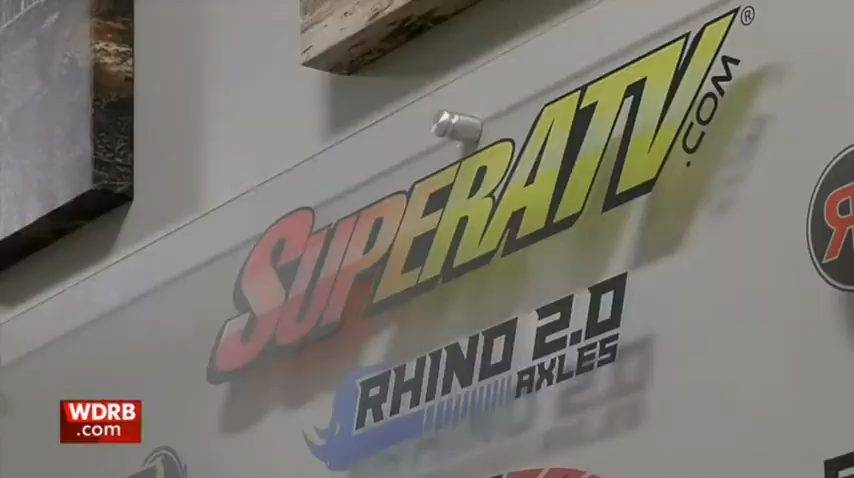 SUPERATV
.COM®
RHINO 2.0
AXLES
WDRB
.com